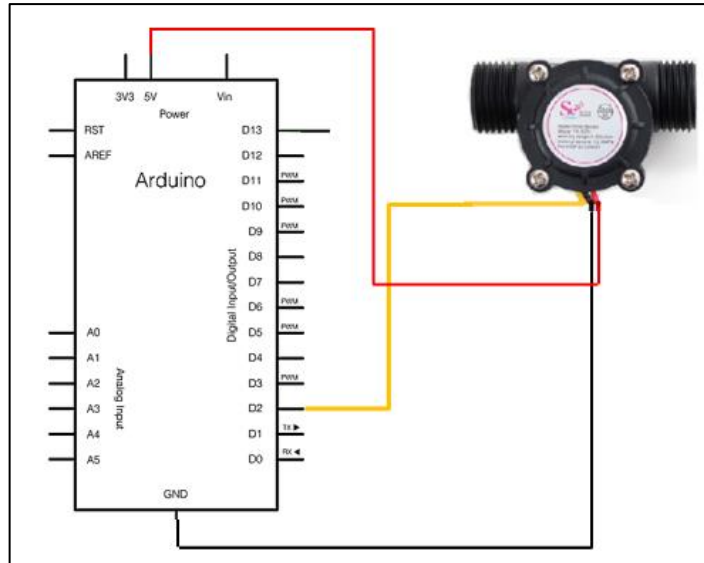 3V3 5V Vin
Power
RST D13
AREF D12
Arduino
D11 PWM
D10 PWM
D9 PWM
D8
D7
D6 PWM
Digital Input/Output
A0 D5 PWM
A1 D4
A2 D3 PWM
Analog Input
A3 D2
A4 D1 TX
A5 D0 RX
GND